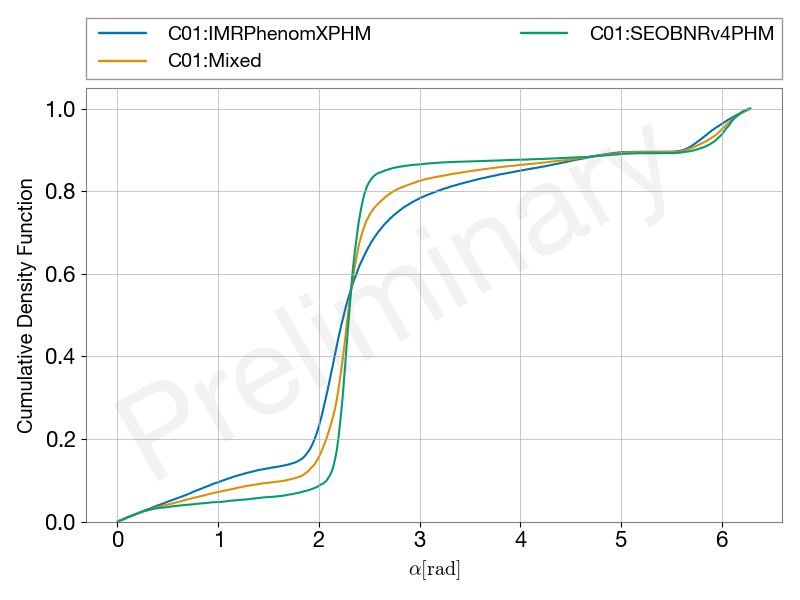 C01:IMRPhenomXPHM
C01:Mixed
C01:SEOBNRv4PHM
Cumulative Density Function
1.0
0.8
0.6
0.4
0.2
0.0
Preliminary
0 1 2 3 4 5 6
α[rad]